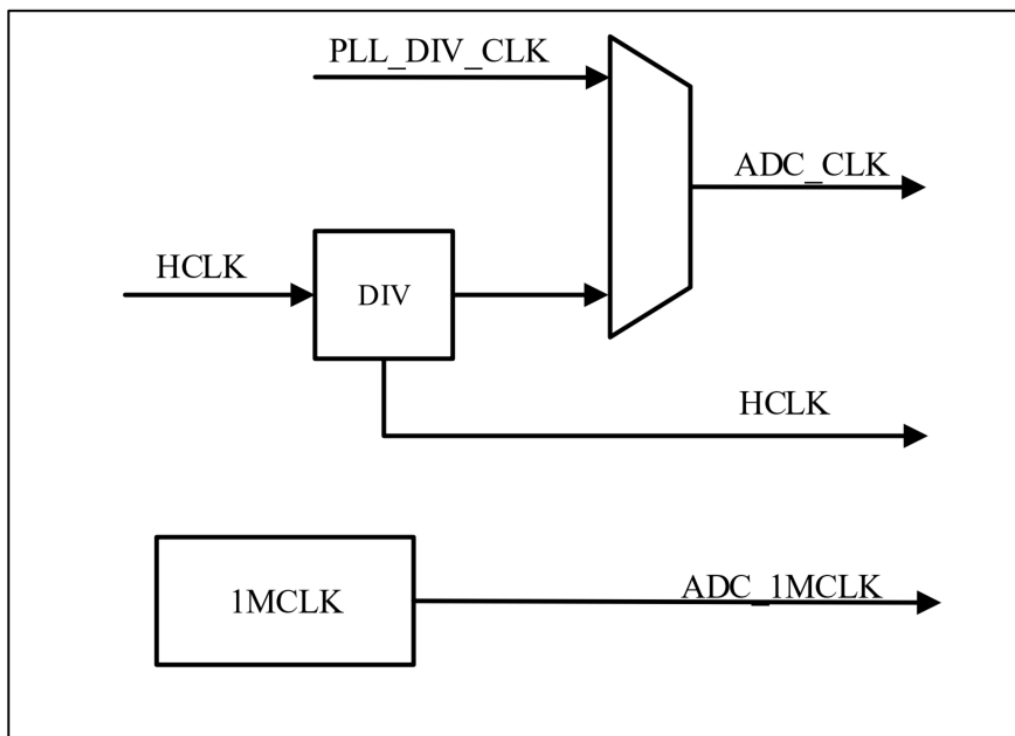 PLL_DIV_CLK
ADC_CLK
HCLK
DIV
HCLK
1MCLK
ADC_1MCLK